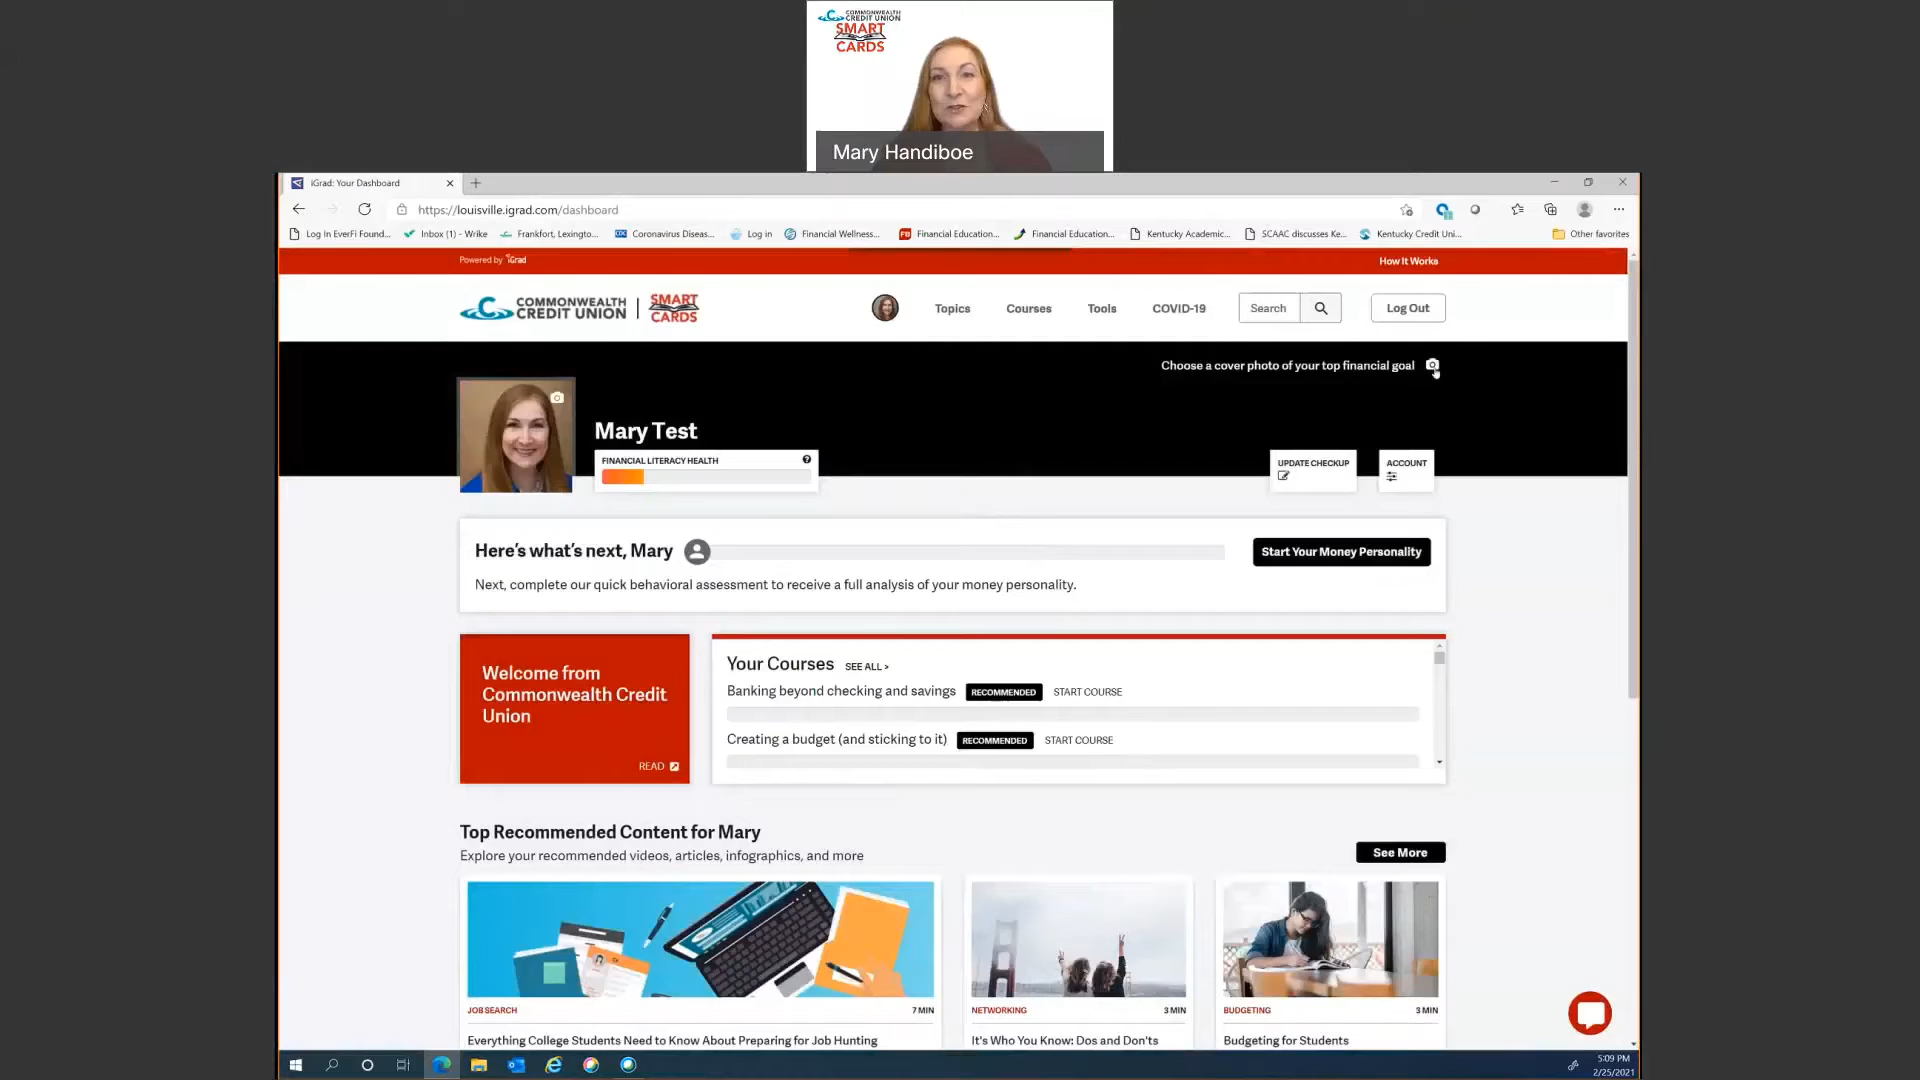 COMMONWEALTH
CREDIT UNION
SMART
CARDS
Mary Handiboe
iGrad: Your Dashboard
https://louisville.igrad.com/dashboard
Log In EverFi Found...
Inbox (1) - Wrike
Frankfort, Lexingto...
Coronavirus Diseas...
Log in
Financial Wellness...
Financial Education...
Financial Education...
Kentucky Academic...
SCAAC discusses Ke...
Kentucky Credit Uni...
Other favorites
Powered by iGrad
How It Works
COMMONWEALTH
CREDIT UNION
SMART
CARDS
Topics
Courses
Tools
COVID-19
Search
Log Out
Choose a cover photo of your top financial goal
Mary Test
FINANCIAL LITERACY HEALTH
UPDATE CHECKUP
ACCOUNT
Here's what's next, Mary
Start Your Money Personality
Next, complete our quick behavioral assessment to receive a full analysis of your money personality.
Welcome from
Commonwealth Credit
Union
READ
Your Courses SEE ALL >
Banking beyond checking and savings RECOMMENDED START COURSE
Creating a budget (and sticking to it) RECOMMENDED START COURSE
Top Recommended Content for Mary
Explore your recommended videos, articles, infographics, and more
See More
JOB SEARCH 7 MIN
Everything College Students Need to Know About Preparing for Job Hunting
NETWORKING 3 MIN
It's Who You Know: Dos and Don'ts
BUDGETING 3 MIN
Budgeting for Students
5:09 PM
2/25/2021